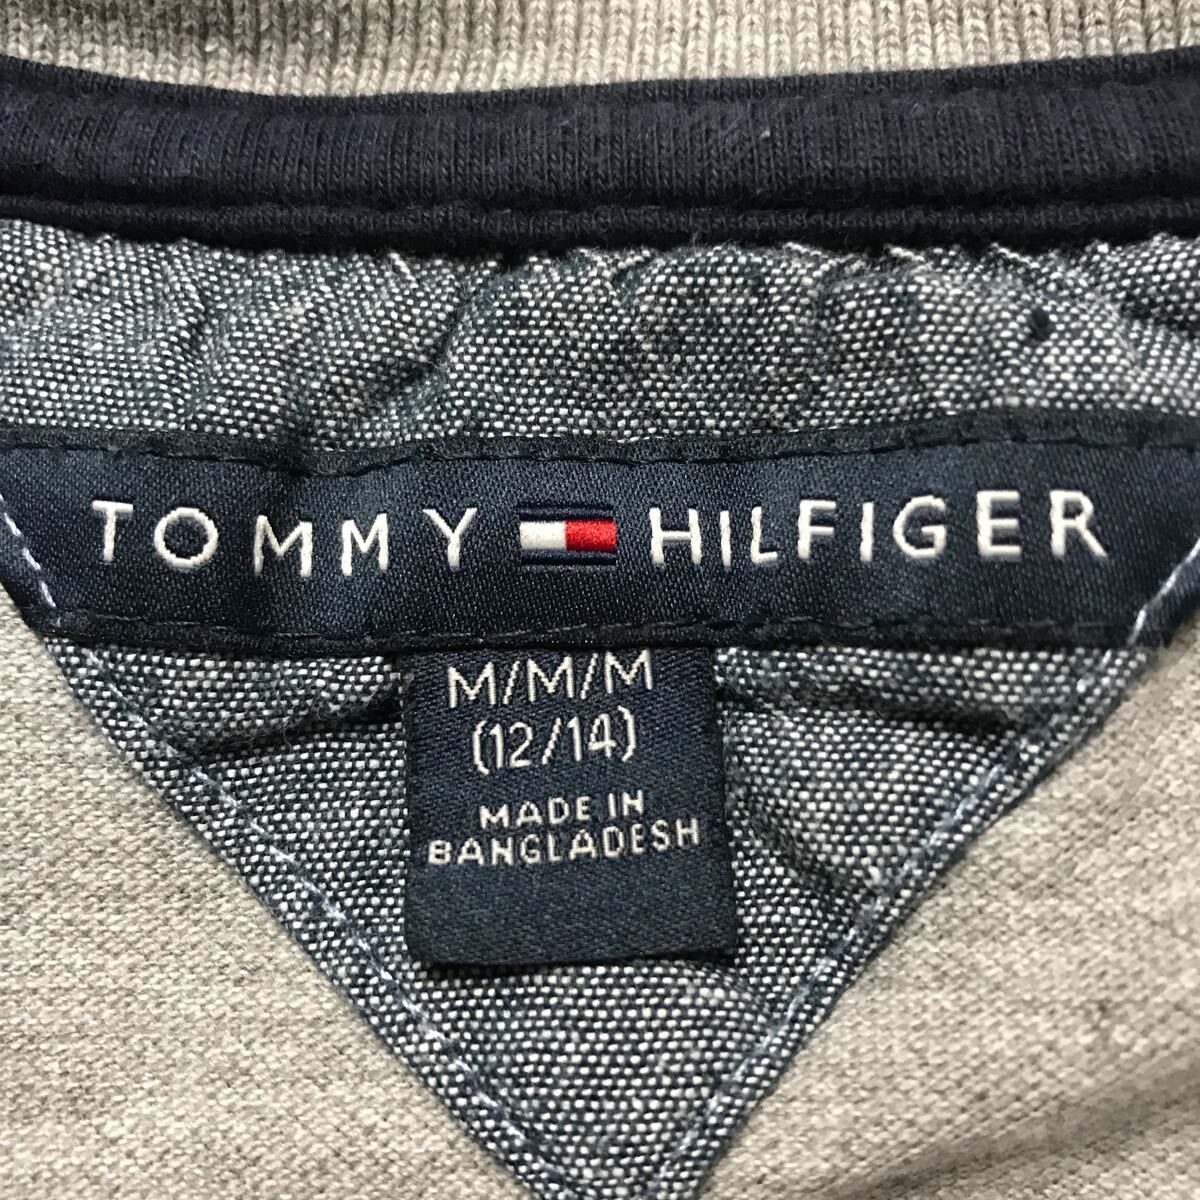 TOMMY HILFIGER
M/M/M
(12/14)
MADE IN
BANGLADESH